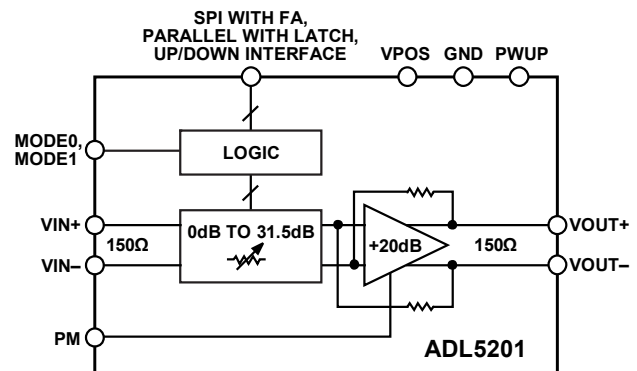 SPI WITH FA,
PARALLEL WITH LATCH,
UP/DOWN INTERFACE
VPOS GND PWUP
MODE0,
MODE1
LOGIC
VIN+
150Ω
VIN–
0dB TO 31.5dB
+20dB
150Ω
VOUT+
VOUT–
PM
ADL5201